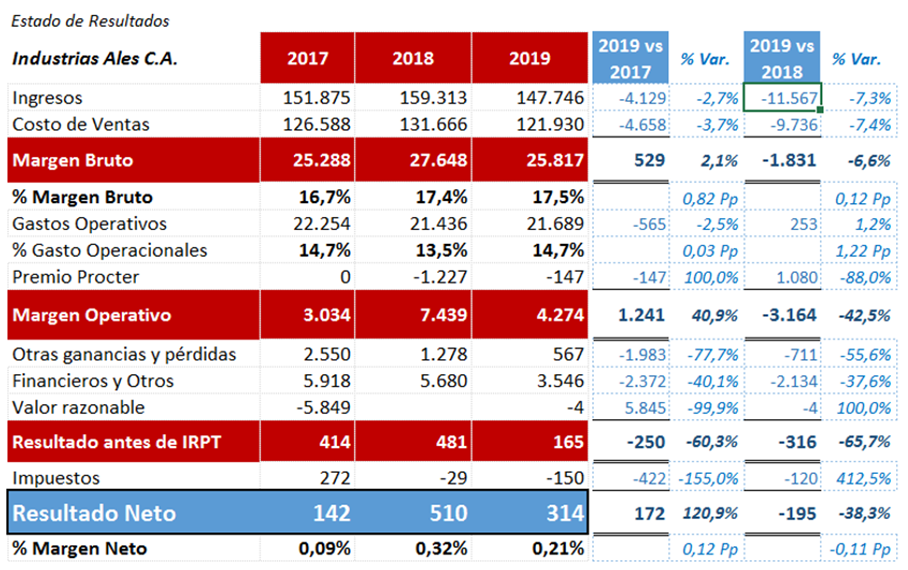 Estado de Resultados
Industrias Ales C.A. 2017 2018 2019 2019 vs 2017 % Var. 2019 vs 2018 % Var.
Ingresos 151.875 159.313 147.746 -4.129 -2,7% -11.567 -7,3%
Costo de Ventas 126.588 131.666 121.930 -4.658 -3,7% -9.736 -7,4%
Margen Bruto 25.288 27.648 25.817 529 2,1% -1.831 -6,6%
% Margen Bruto 16,7% 17,4% 17,5% 0,82 Pp 0,12 Pp
Gastos Operativos 22.254 21.436 21.689 -565 -2,5% 253 1,2%
% Gasto Operacionales 14,7% 13,5% 14,7% 0,03 Pp 1,22 Pp
Premio Procter 0 -1.227 -147 -147 100,0% 1.080 -88,0%
Margen Operativo 3.034 7.439 4.274 1.241 40,9% -3.164 -42,5%
Otras ganancias y pérdidas 2.550 1.278 567 -1.983 -77,7% -711 -55,6%
Financieros y Otros 5.918 5.680 3.546 -2.372 -40,1% -2.134 -37,6%
Valor razonable -5.849 -4 5.845 -99,9% -4 100,0%
Resultado antes de IRPT 414 481 165 -250 -60,3% -316 -65,7%
Impuestos 272 -29 -150 -422 -155,0% -120 412,5%
Resultado Neto 142 510 314 172 120,9% -195 -38,3%
% Margen Neto 0,09% 0,32% 0,21% 0,12 Pp -0,11 Pp